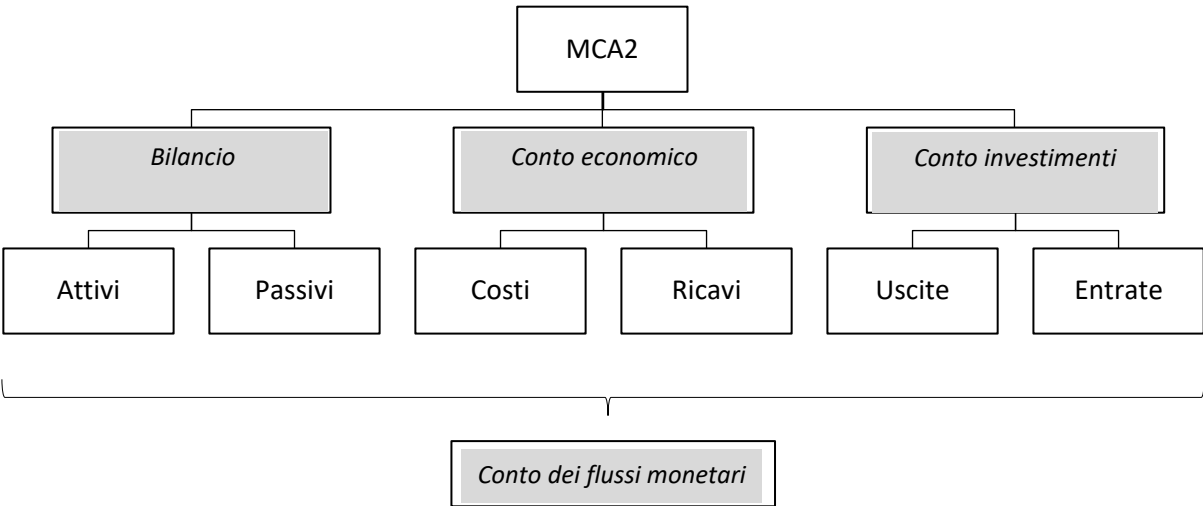 MCA2
Bilancio
Conto economico
Conto investimenti
Attivi
Passivi
Costi
Ricavi
Uscite
Entrate
Conto dei flussi monetari